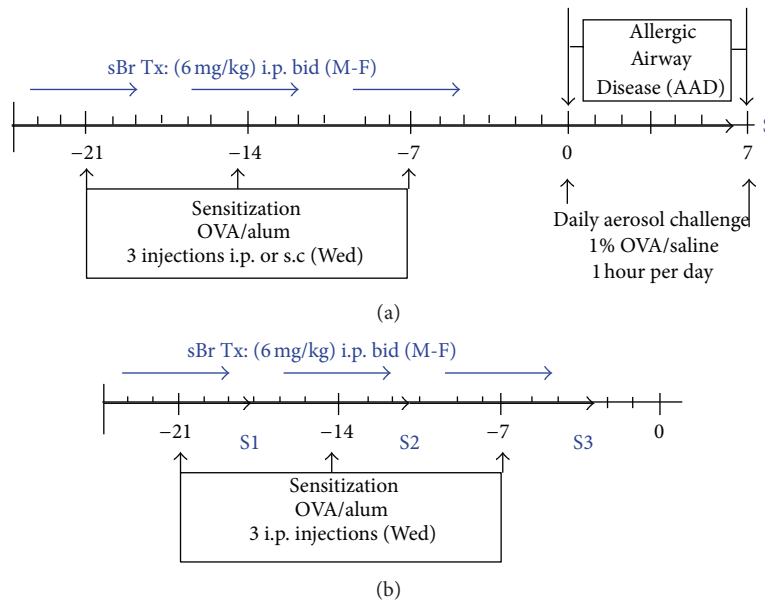 Allergic
Airway
Disease (AAD)
sBr Tx: (6 mg/kg) i.p. bid (M-F)
S
−21 −14 −7 0 7
Sensitization
OVA/alum
3 injections i.p. or s.c (Wed)
Daily aerosol challenge
1% OVA/saline
1 hour per day
(a)
sBr Tx: (6 mg/kg) i.p. bid (M-F)
−21 −14 −7 0
S1 S2 S3
Sensitization
OVA/alum
3 i.p. injections (Wed)
(b)